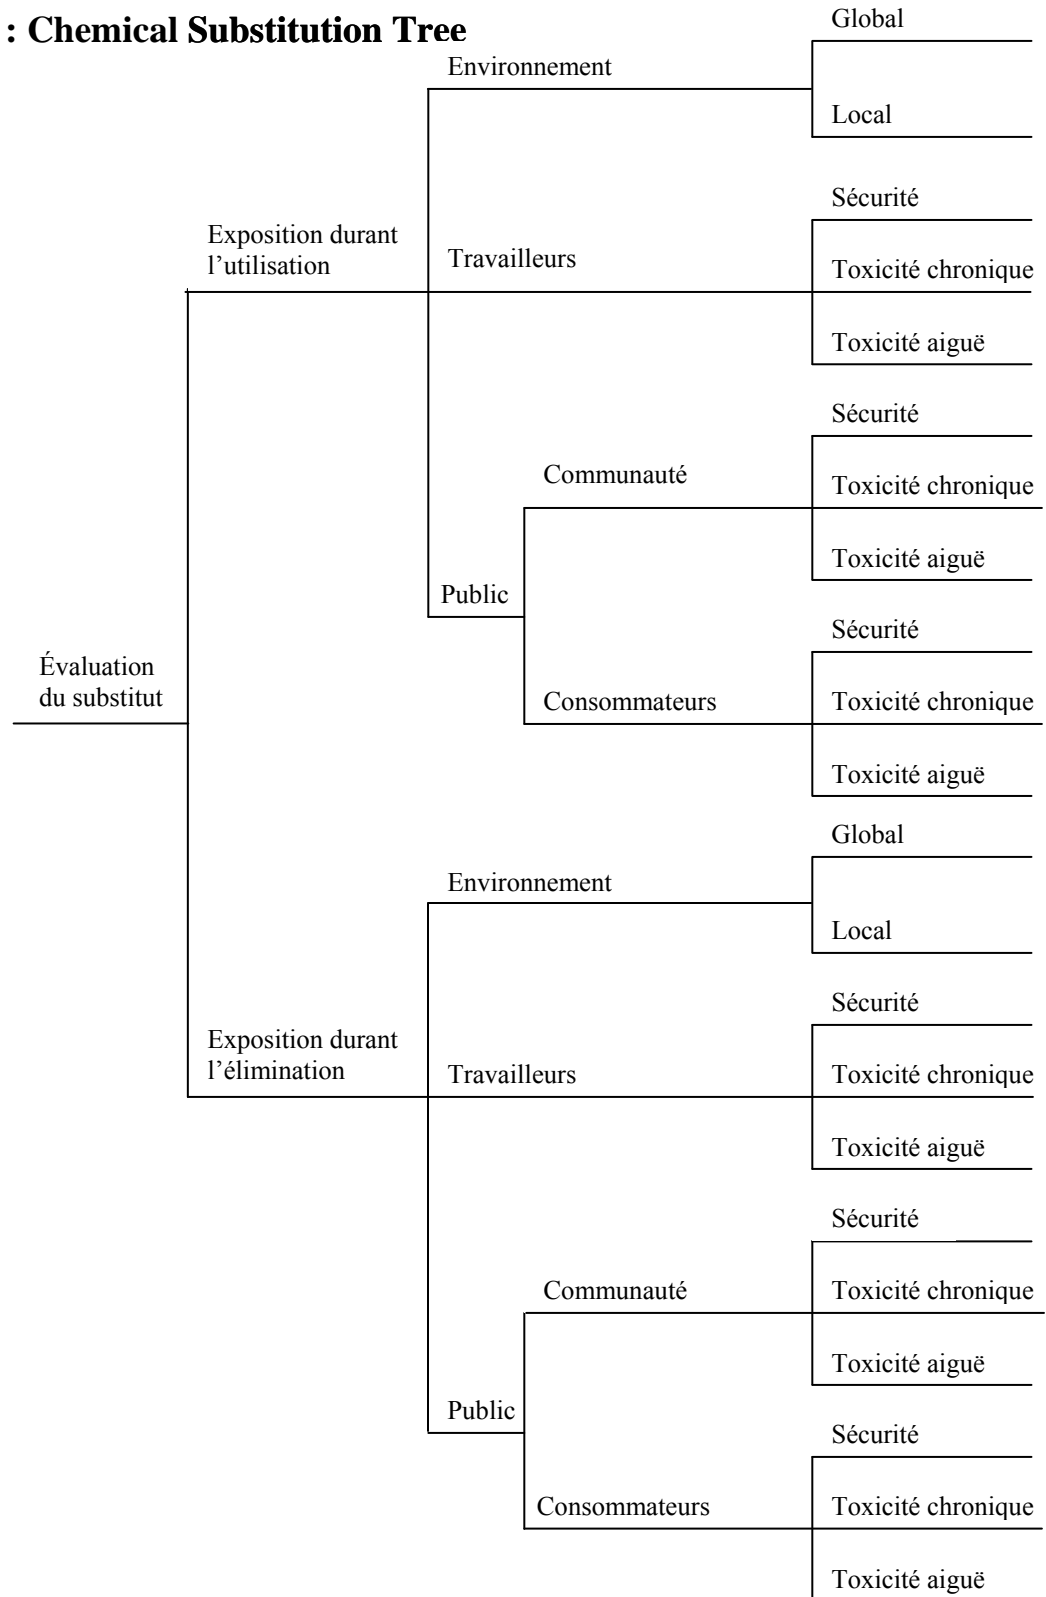 : Chemical Substitution Tree
Global
Environnement
Local
Sécurité
Exposition durant
l’utilisation
Travailleurs
Toxicité chronique
Toxicité aiguë
Sécurité
Communauté
Toxicité chronique
Toxicité aiguë
Public
Sécurité
Évaluation
du substitut
Consommateurs
Toxicité chronique
Toxicité aiguë
Global
Environnement
Local
Sécurité
Exposition durant
l’élimination
Travailleurs
Toxicité chronique
Toxicité aiguë
Sécurité
Communauté
Toxicité chronique
Toxicité aiguë
Public
Sécurité
Consommateurs
Toxicité chronique
Toxicité aiguë